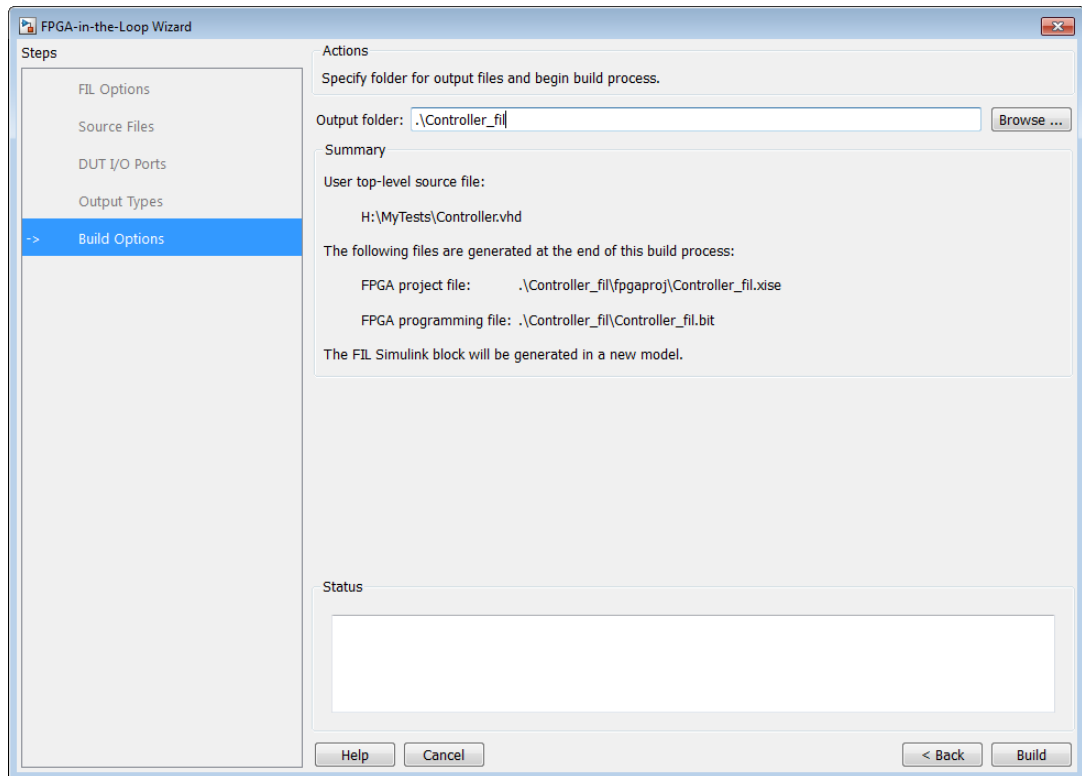 FPGA-in-the-Loop Wizard
Steps
FIL Options
Source Files
DUT I/O Ports
Output Types
-> Build Options
Actions
Specify folder for output files and begin build process.
Output folder: .\Controller_fil Browse ...
Summary
User top-level source file:
H:\MyTests\Controller.vhd
The following files are generated at the end of this build process:
FPGA project file: .\Controller_fil\fpgaproj\Controller_fil.xise
FPGA programming file: .\Controller_fil\Controller_fil.bit
The FIL Simulink block will be generated in a new model.
Status
Help Cancel < Back Build